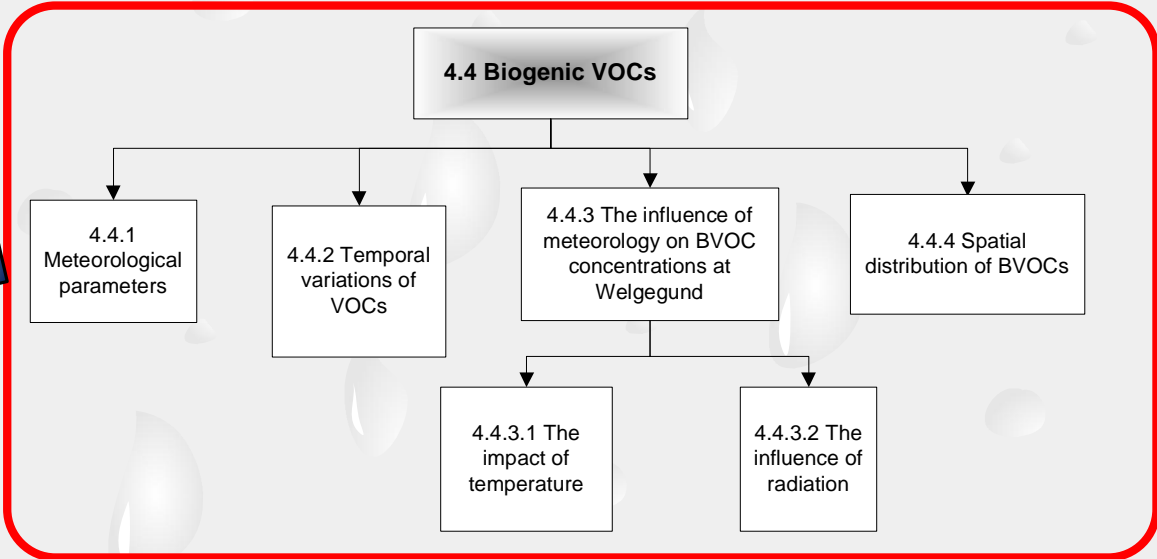 4.4 Biogenic VOCs
4.4.1
Meteorological
parameters
4.4.2 Temporal
variations of
VOCs
4.4.3 The influence of
meteorology on BVOC
concentrations at
Welgegund
4.4.4 Spatial
distribution of BVOCs
4.4.3.1 The
impact of
temperature
4.4.3.2 The
influence of
radiation